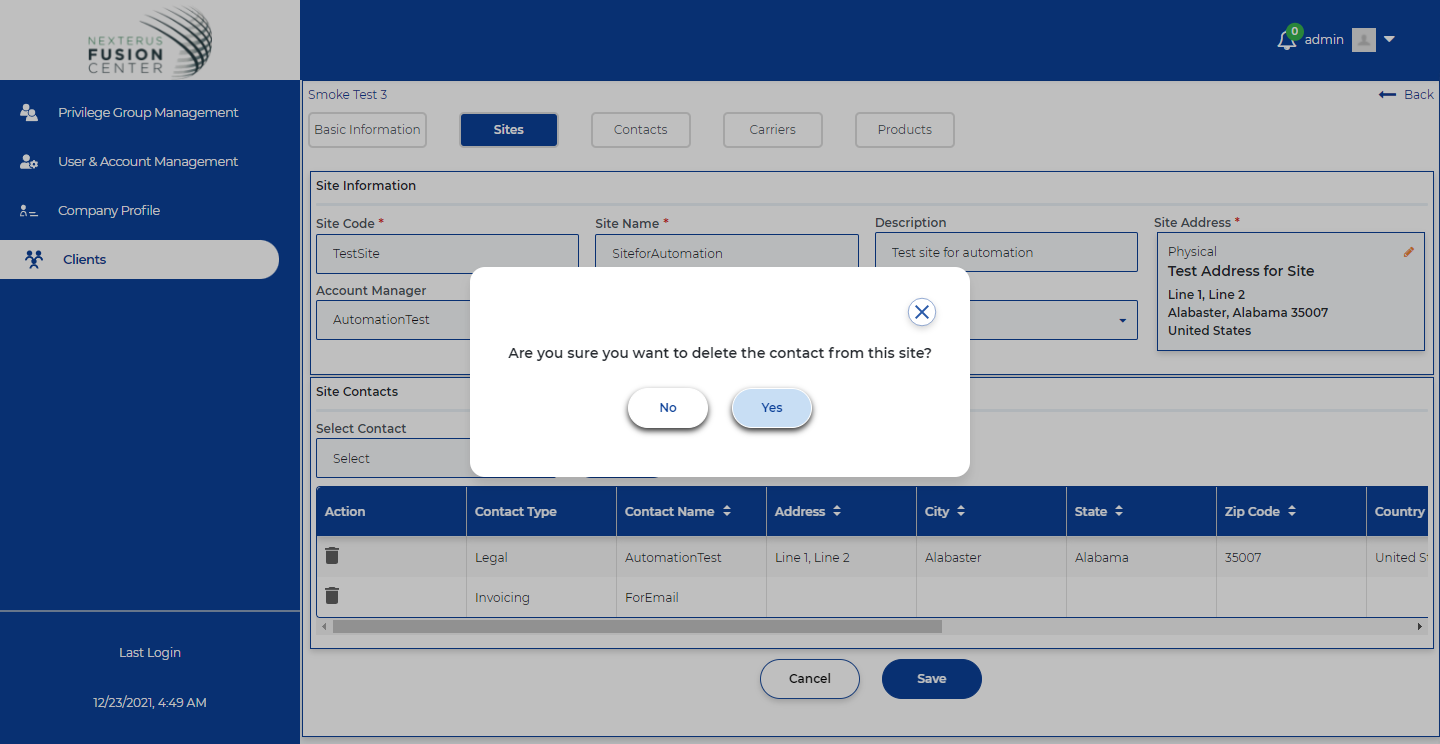 NEXTERUS
FUSION
CENTER
0
admin
Privilege Group Management
User & Account Management
Company Profile
Clients
Last Login
12/23/2021, 4:49 AM
Smoke Test 3
Back
Basic Information
Sites
Contacts
Carriers
Products
Site Information
Site Code *
Site Name *
Description
Site Address *
TestSite
SiteforAutomation
Test site for automation
Physical
Test Address for Site
Line 1, Line 2
Alabaster, Alabama 35007
United States
Account Manager
AutomationTest
Are you sure you want to delete the contact from this site?
No
Yes
Site Contacts
Select Contact
Select
Action Contact Type Contact Name Address City State Zip Code Country
Legal AutomationTest Line 1, Line 2 Alabaster Alabama 35007 United S
Invoicing ForEmail
Cancel
Save